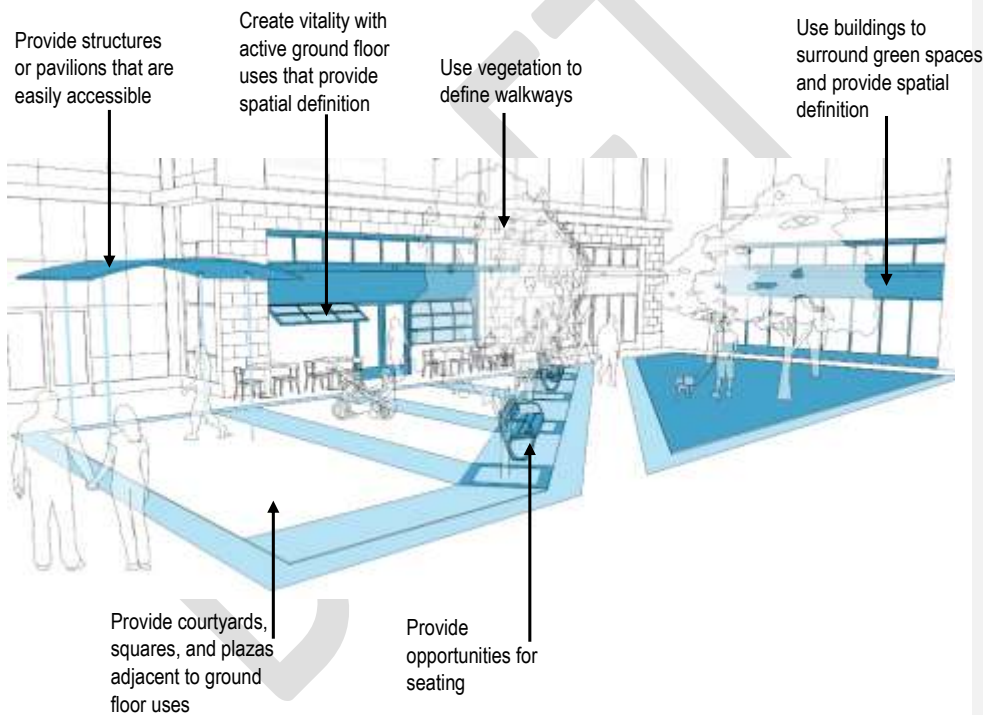 Provide structures
or pavilions that are
easily accessible
Create vitality with
active ground floor
uses that provide
spatial definition
Use vegetation to
define walkways
Use buildings to
surround green spaces
and provide spatial
definition
Provide courtyards,
squares, and plazas
adjacent to ground
floor uses
Provide
opportunities for
seating